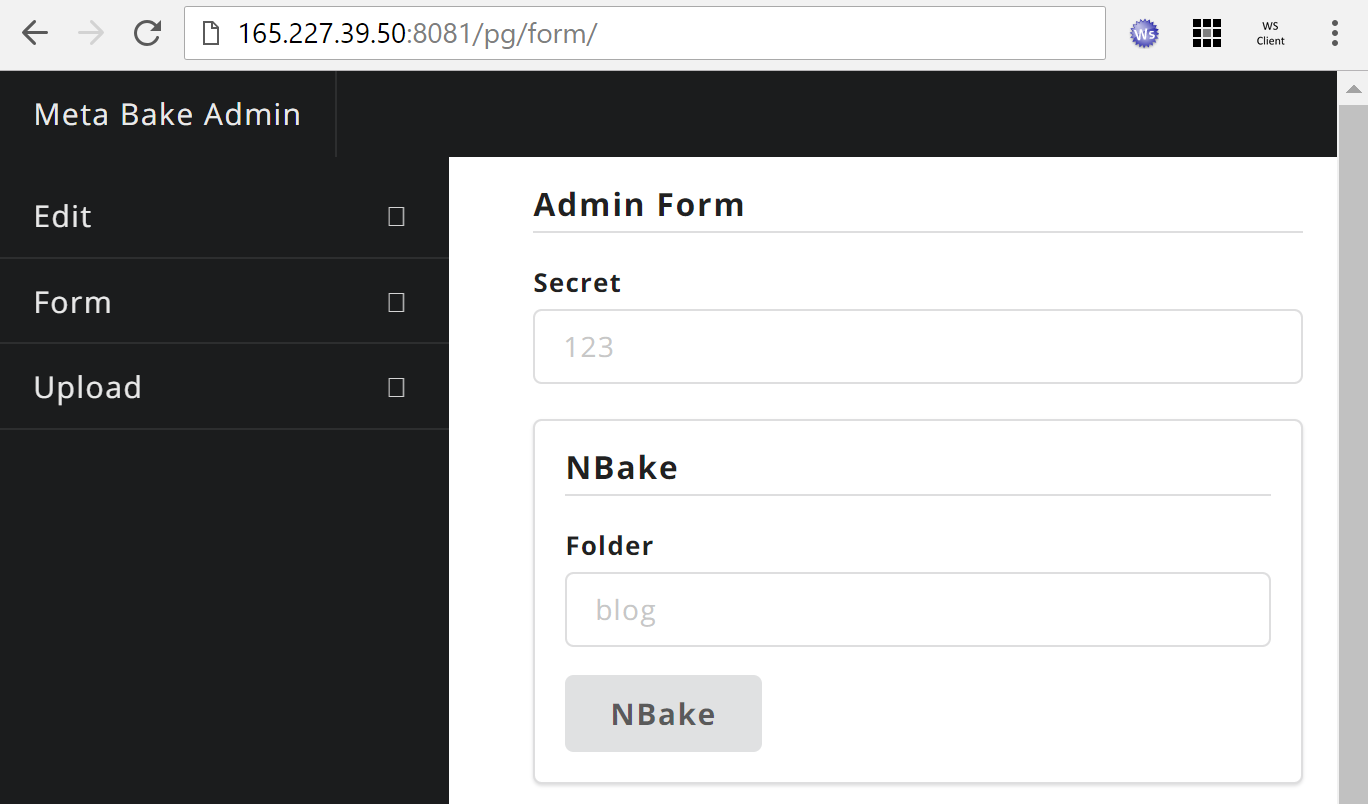 165.227.39.50:8081/pg/form/
Ws
WS
Client
Meta Bake Admin
Edit
Form
Upload
Admin Form
Secret
123
NBake
Folder
blog
NBake